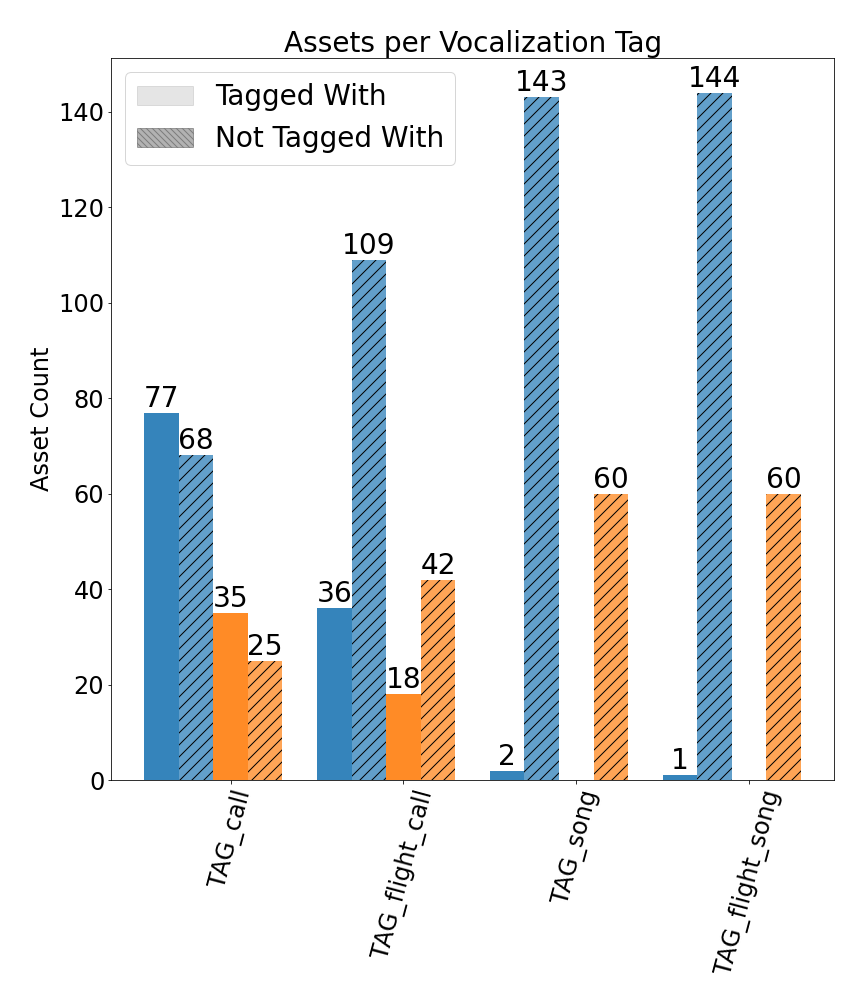 Assets per Vocalization Tag
Tagged With
Not Tagged With
Asset Count
140
120
100
80
60
40
20
0
77
68
35
25
36
109
18
42
2
143
60
1
144
60
TAG_call
TAG_flight_call
TAG_song
TAG_flight_song